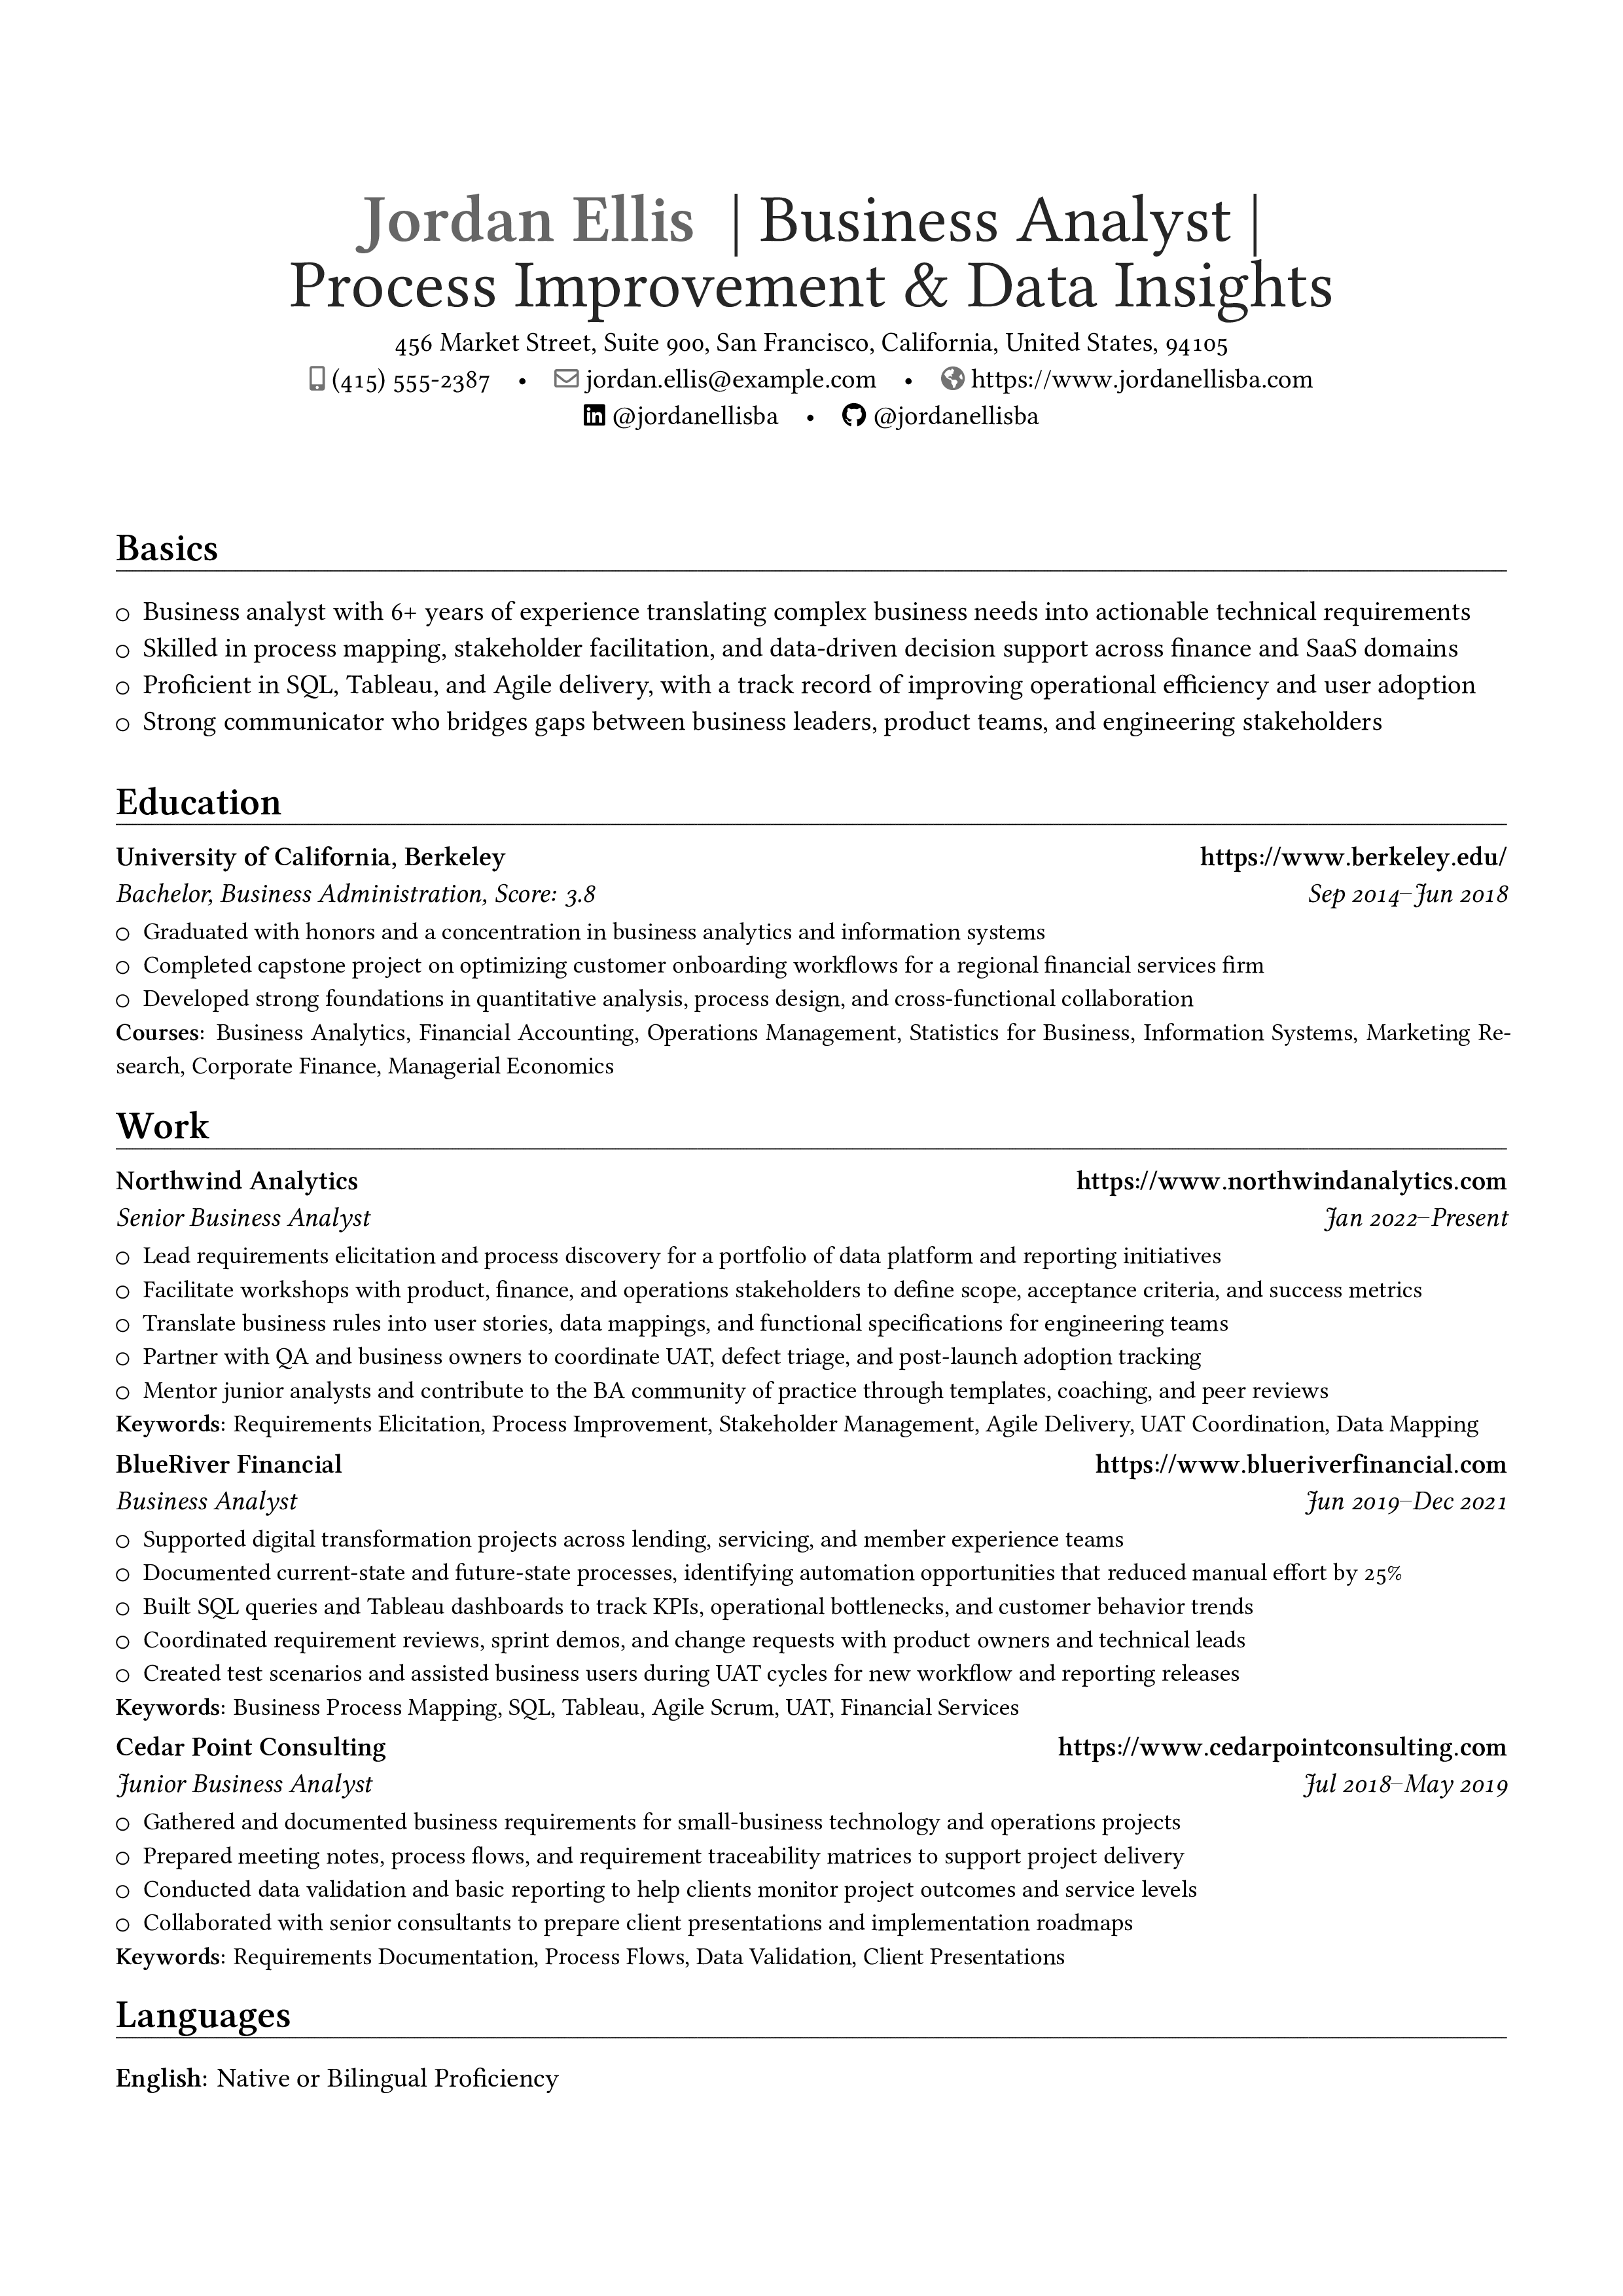 Jordan Ellis | Business Analyst |
Process Improvement & Data Insights
456 Market Street, Suite 900, San Francisco, California, United States, 94105
(415) 555-2387 • jordan.ellis@example.com • https://www.jordanellisba.com
@jordanellisba • @jordanellisba
Basics
Business analyst with 6+ years of experience translating complex business needs into actionable technical requirements
Skilled in process mapping, stakeholder facilitation, and data-driven decision support across finance and SaaS domains
Proficient in SQL, Tableau, and Agile delivery, with a track record of improving operational efficiency and user adoption
Strong communicator who bridges gaps between business leaders, product teams, and engineering stakeholders
Education
University of California, Berkeley https://www.berkeley.edu/
Bachelor, Business Administration, Score: 3.8 Sep 2014–Jun 2018
Graduated with honors and a concentration in business analytics and information systems
Completed capstone project on optimizing customer onboarding workflows for a regional financial services firm
Developed strong foundations in quantitative analysis, process design, and cross-functional collaboration
Courses: Business Analytics, Financial Accounting, Operations Management, Statistics for Business, Information Systems, Marketing Re-
search, Corporate Finance, Managerial Economics
Work
Northwind Analytics https://www.northwindanalytics.com
Senior Business Analyst Jan 2022–Present
Lead requirements elicitation and process discovery for a portfolio of data platform and reporting initiatives
Facilitate workshops with product, finance, and operations stakeholders to define scope, acceptance criteria, and success metrics
Translate business rules into user stories, data mappings, and functional specifications for engineering teams
Partner with QA and business owners to coordinate UAT, defect triage, and post-launch adoption tracking
Mentor junior analysts and contribute to the BA community of practice through templates, coaching, and peer reviews
Keywords: Requirements Elicitation, Process Improvement, Stakeholder Management, Agile Delivery, UAT Coordination, Data Mapping
BlueRiver Financial https://www.blueriverfinancial.com
Business Analyst Jun 2019–Dec 2021
Supported digital transformation projects across lending, servicing, and member experience teams
Documented current-state and future-state processes, identifying automation opportunities that reduced manual effort by 25%
Built SQL queries and Tableau dashboards to track KPIs, operational bottlenecks, and customer behavior trends
Coordinated requirement reviews, sprint demos, and change requests with product owners and technical leads
Created test scenarios and assisted business users during UAT cycles for new workflow and reporting releases
Keywords: Business Process Mapping, SQL, Tableau, Agile Scrum, UAT, Financial Services
Cedar Point Consulting https://www.cedarpointconsulting.com
Junior Business Analyst Jul 2018–May 2019
Gathered and documented business requirements for small-business technology and operations projects
Prepared meeting notes, process flows, and requirement traceability matrices to support project delivery
Conducted data validation and basic reporting to help clients monitor project outcomes and service levels
Collaborated with senior consultants to prepare client presentations and implementation roadmaps
Keywords: Requirements Documentation, Process Flows, Data Validation, Client Presentations
Languages
English: Native or Bilingual Proficiency